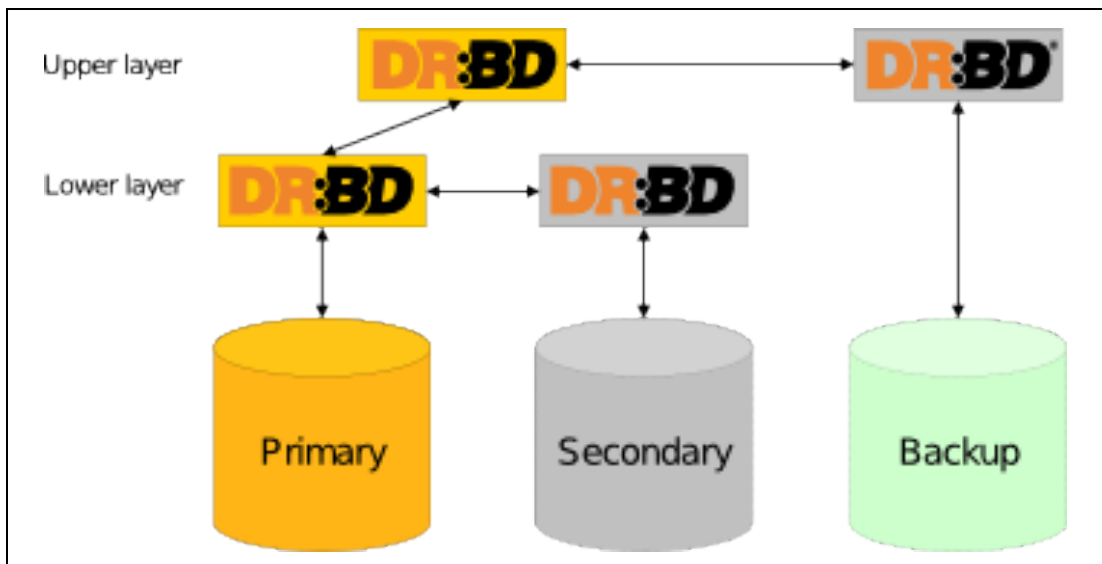 Upper layer
DR:BD
DR:BD®
Lower layer
DR:BD
DR:BD
Primary
Secondary
Backup